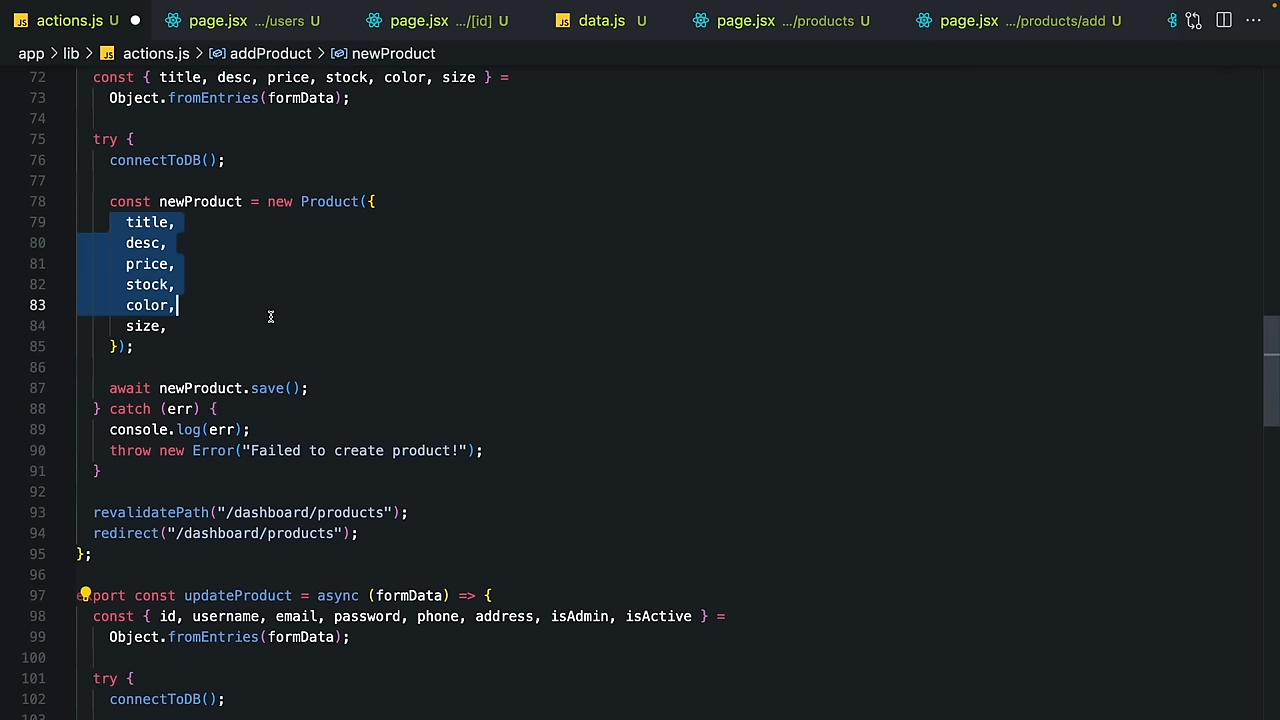 JS actions.js U page.jsx .../users U page.jsx .../[id] U JS data.js U page.jsx .../products U page.jsx .../products/add U
app > lib > JS actions.js > addProduct > newProduct
72 const { title, desc, price, stock, color, size } =
73 Object.fromEntries(formData);
74
75 try {
76 connectToDB();
77
78 const newProduct = new Product({
79 title,
80 desc,
81 price,
82 stock,
83 color,
84 size,
85 });
86
87 await newProduct.save();
88 } catch (err) {
89 console.log(err);
90 throw new Error("Failed to create product!");
91 }
92
93 revalidatePath("/dashboard/products");
94 redirect("/dashboard/products");
95 };
96
97 export const updateProduct = async (formData) => {
98 const { id, username, email, password, phone, address, isAdmin, isActive } =
99 Object.fromEntries(formData);
100
101 try {
102 connectToDB();
103